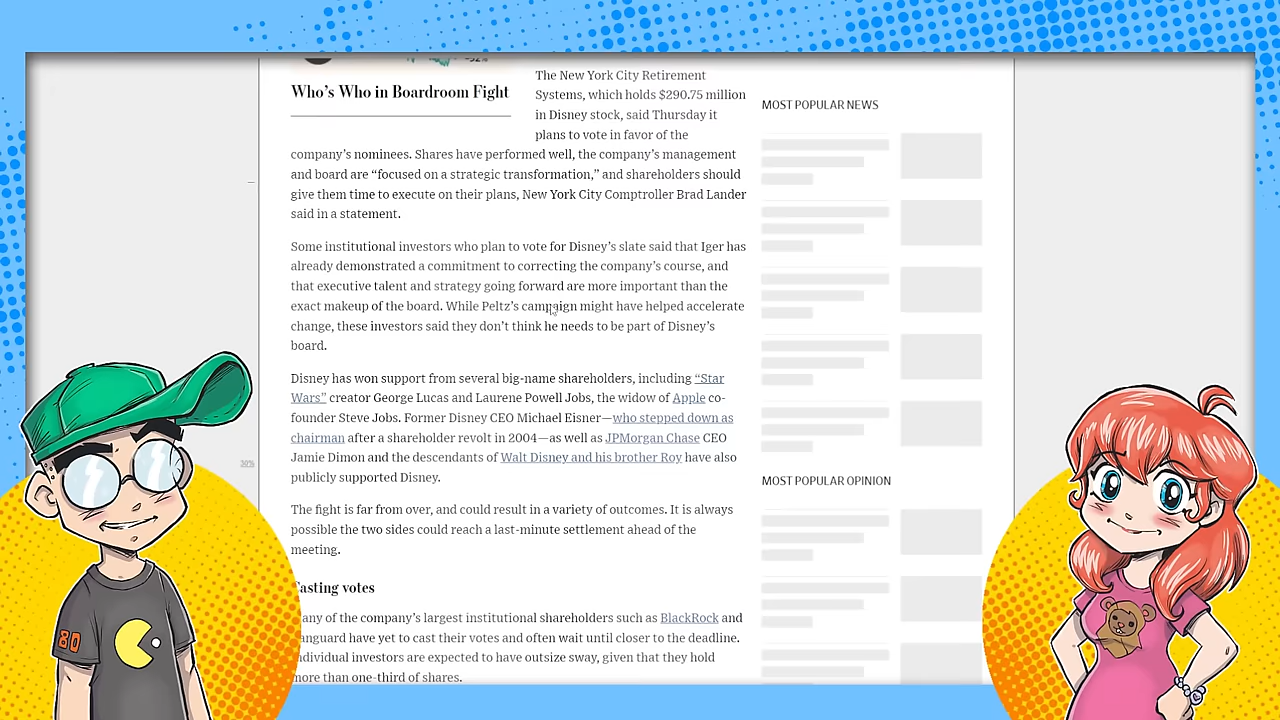 Who's Who in Boardroom Fight
The New York City Retirement
Systems, which holds $290.75 million
in Disney stock, said Thursday it
plans to vote in favor of the
company's nominees. Shares have performed well, the company's management
and board are “focused on a strategic transformation,” and shareholders should
give them time to execute on their plans, New York City Comptroller Brad Lander
said in a statement.
Some institutional investors who plan to vote for Disney's slate said that Iger has
already demonstrated a commitment to correcting the company's course, and
that executive talent and strategy going forward are more important than the
exact makeup of the board. While Peltz's campaign might have helped accelerate
change, these investors said they don't think he needs to be part of Disney's
board.
Disney has won support from several big-name shareholders, including “Star
Wars” creator George Lucas and Laurene Powell Jobs, the widow of Apple co-
founder Steve Jobs. Former Disney CEO Michael Eisner—who stepped down as
chairman after a shareholder revolt in 2004—as well as JPMorgan Chase CEO
Jamie Dimon and the descendants of Walt Disney and his brother Roy have also
publicly supported Disney.
The fight is far from over, and could result in a variety of outcomes. It is always
possible the two sides could reach a last-minute settlement ahead of the
meeting.
asting votes
any of the company's largest institutional shareholders such as BlackRock and
anguard have yet to cast their votes and often wait until closer to the deadline.
ndividual investors are expected to have outsize sway, given that they hold
more than one-third of shares.
MOST POPULAR NEWS
MOST POPULAR OPINION
30%
80